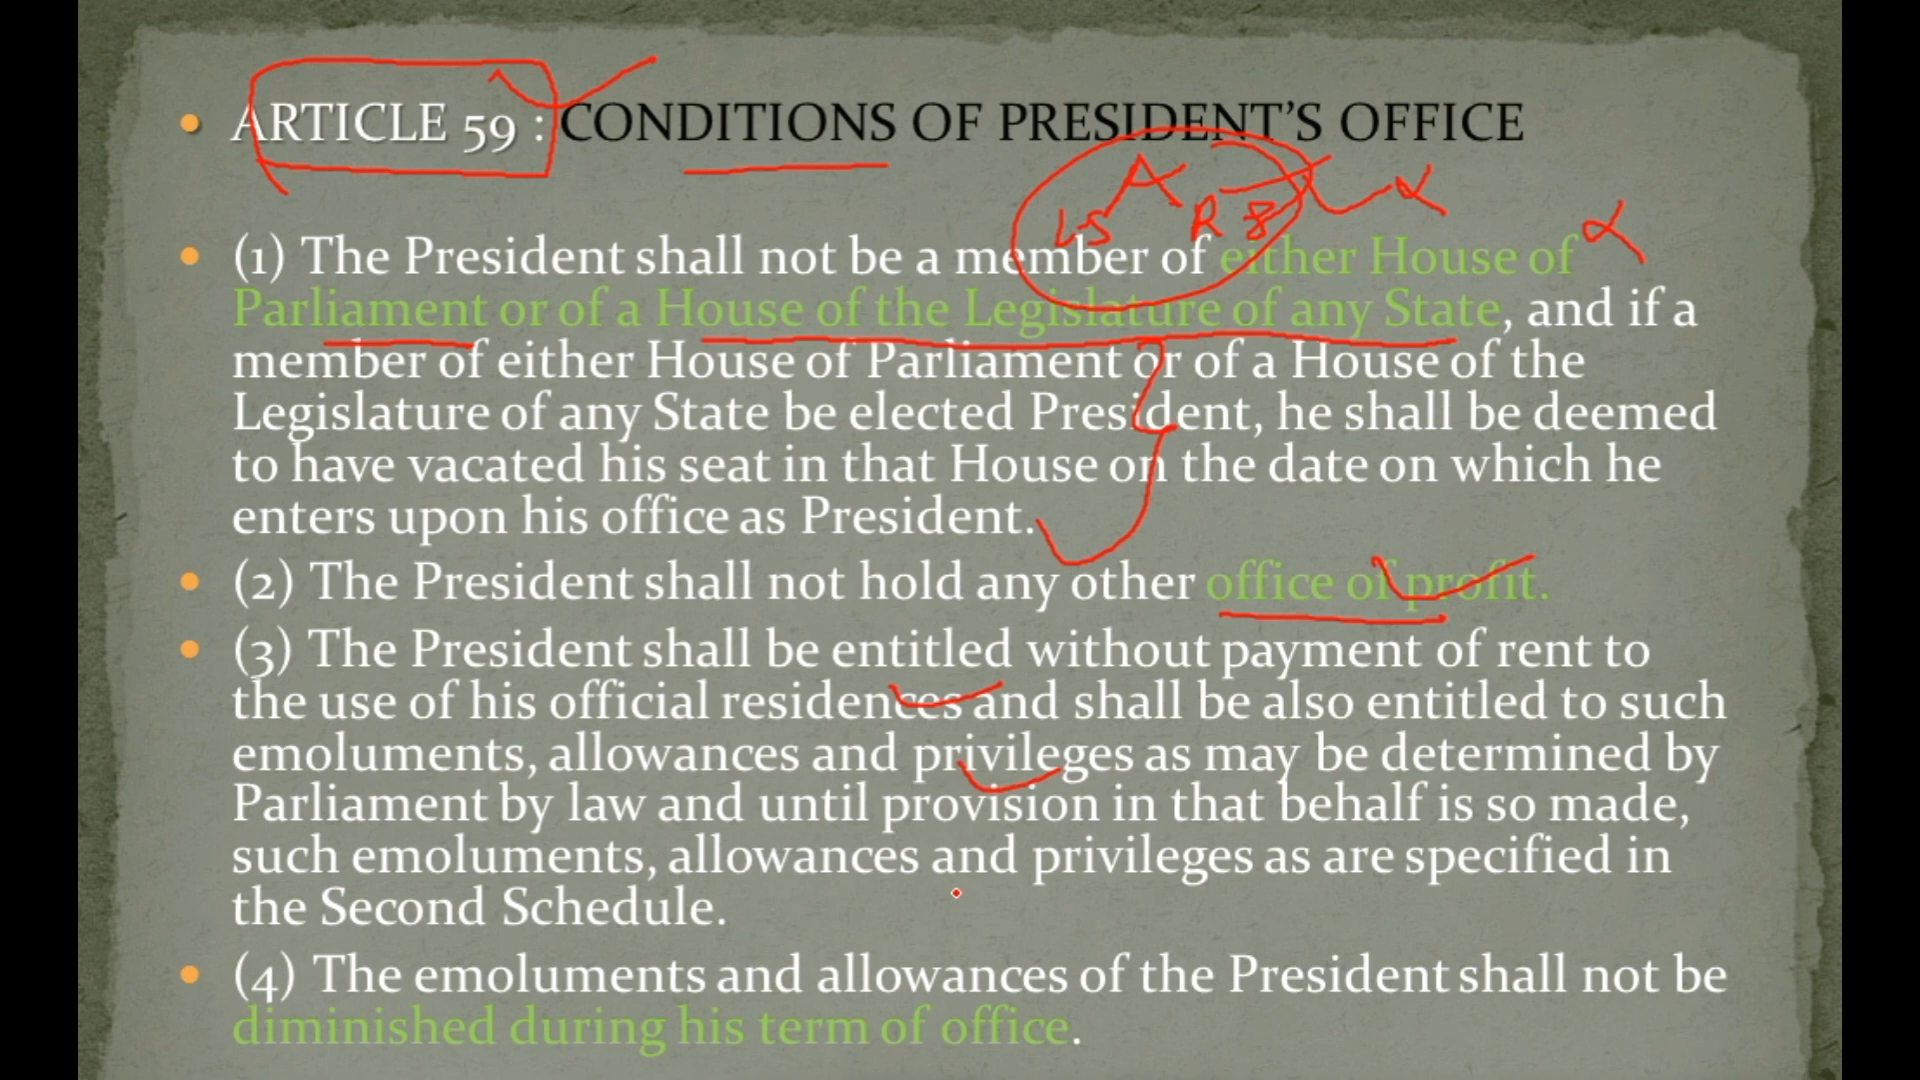 ARTICLE 59 : CONDITIONS OF PRESIDENT'S OFFICE
LS R S
(1) The President shall not be a member of either House of
Parliament or of a House of the Legislature of any State, and if a
member of either House of Parliament or of a House of the
Legislature of any State be elected President, he shall be deemed
to have vacated his seat in that House on the date on which he
enters upon his office as President.
(2) The President shall not hold any other office of profit.
(3) The President shall be entitled without payment of rent to
the use of his official residences and shall be also entitled to such
emoluments, allowances and privileges as may be determined by
Parliament by law and until provision in that behalf is so made,
such emoluments, allowances and privileges as are specified in
the Second Schedule.
(4) The emoluments and allowances of the President shall not be
diminished during his term of office.